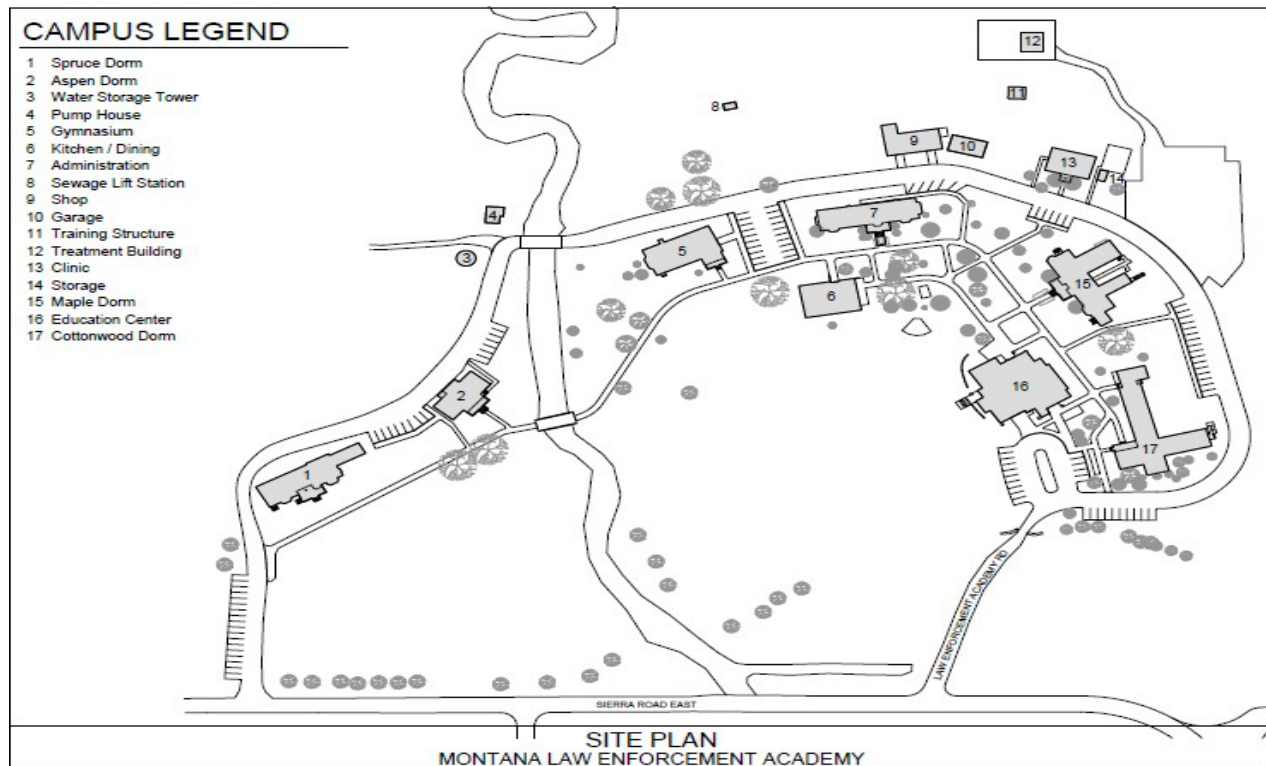 CAMPUS LEGEND
1 Spruce Dorm
2 Aspen Dorm
3 Water Storage Tower
4 Pump House
5 Gymnasium
6 Kitchen / Dining
7 Administration
8 Sewage Lift Station
9 Shop
10 Garage
11 Training Structure
12 Treatment Building
13 Clinic
14 Storage
15 Maple Dorm
16 Education Center
17 Cottonwood Dorm
12
11
8
9
10
13
14
4
7
5
3
15
6
16
2
17
1
LAW ENFORCEMENT ACADEMY RD
SIERRA ROAD EAST
SITE PLAN
MONTANA LAW ENFORCEMENT ACADEMY